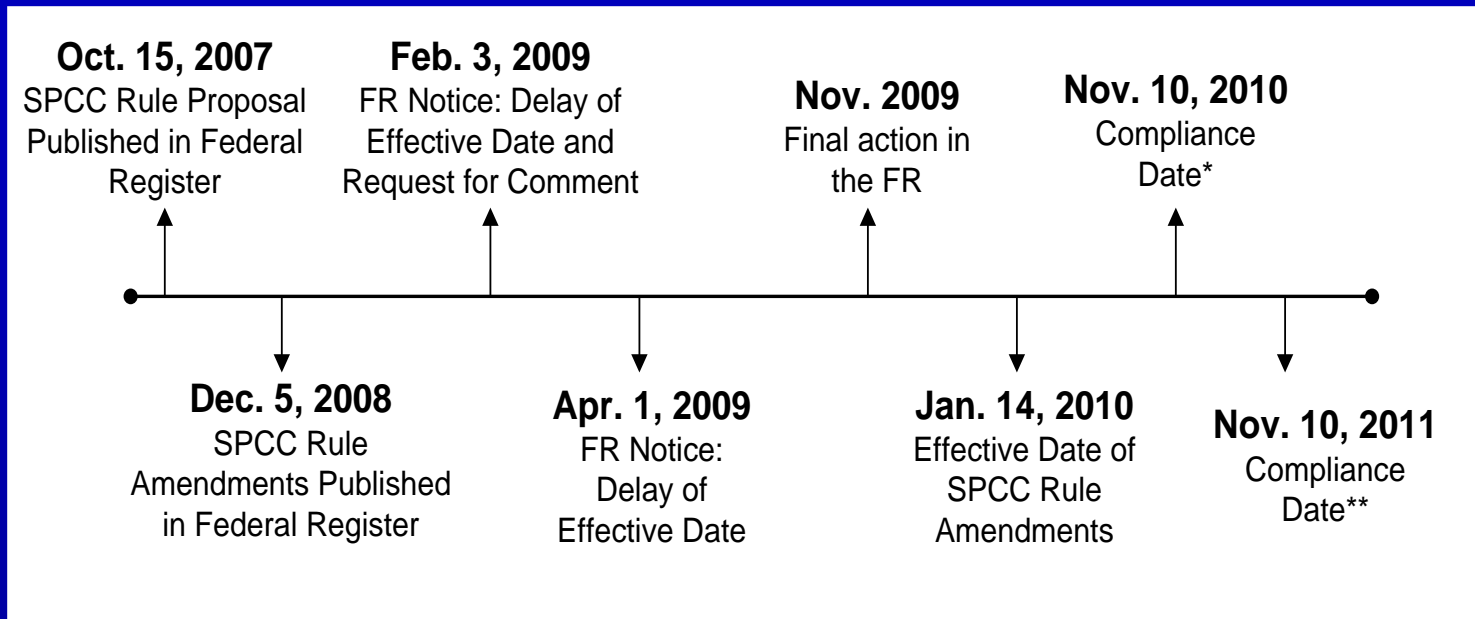 Oct. 15, 2007
SPCC Rule Proposal
Published in Federal
Register
Feb. 3, 2009
FR Notice: Delay of
Effective Date and
Request for Comment
Nov. 2009
Final action in
the FR
Nov. 10, 2010
Compliance
Date*
Dec. 5, 2008
SPCC Rule
Amendments Published
in Federal Register
Apr. 1, 2009
FR Notice:
Delay of
Effective Date
Jan. 14, 2010
Effective Date of
SPCC Rule
Amendments
Nov. 10, 2011
Compliance
Date**